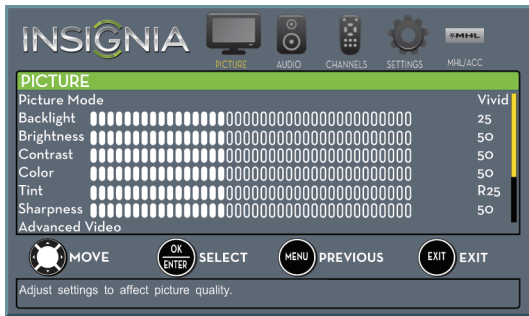 INSIGNIA
PICTURE AUDIO CHANNELS SETTINGS MHL MHL/ACC
PICTURE
Picture Mode Vivid
Backlight 25
Brightness 50
Contrast 50
Color 50
Tint R25
Sharpness 50
Advanced Video
MOVE OK ENTER SELECT MENU PREVIOUS EXIT EXIT
Adjust settings to affect picture quality.